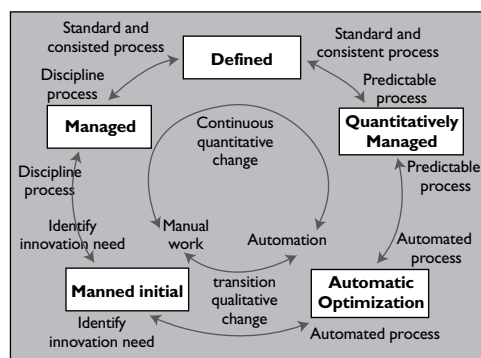 Standard and
consisted process
Defined
Standard and
consistent process
Discipline
process
Predictable
process
Managed
Continuous
quantitative
change
Quantitatively
Managed
Discipline
process
Predictable
process
Identify
innovation need
Manual
work
Automation
Automated
process
Manned initial
transition
qualitative
change
Automatic
Optimization
Identify
innovation need
Automated process